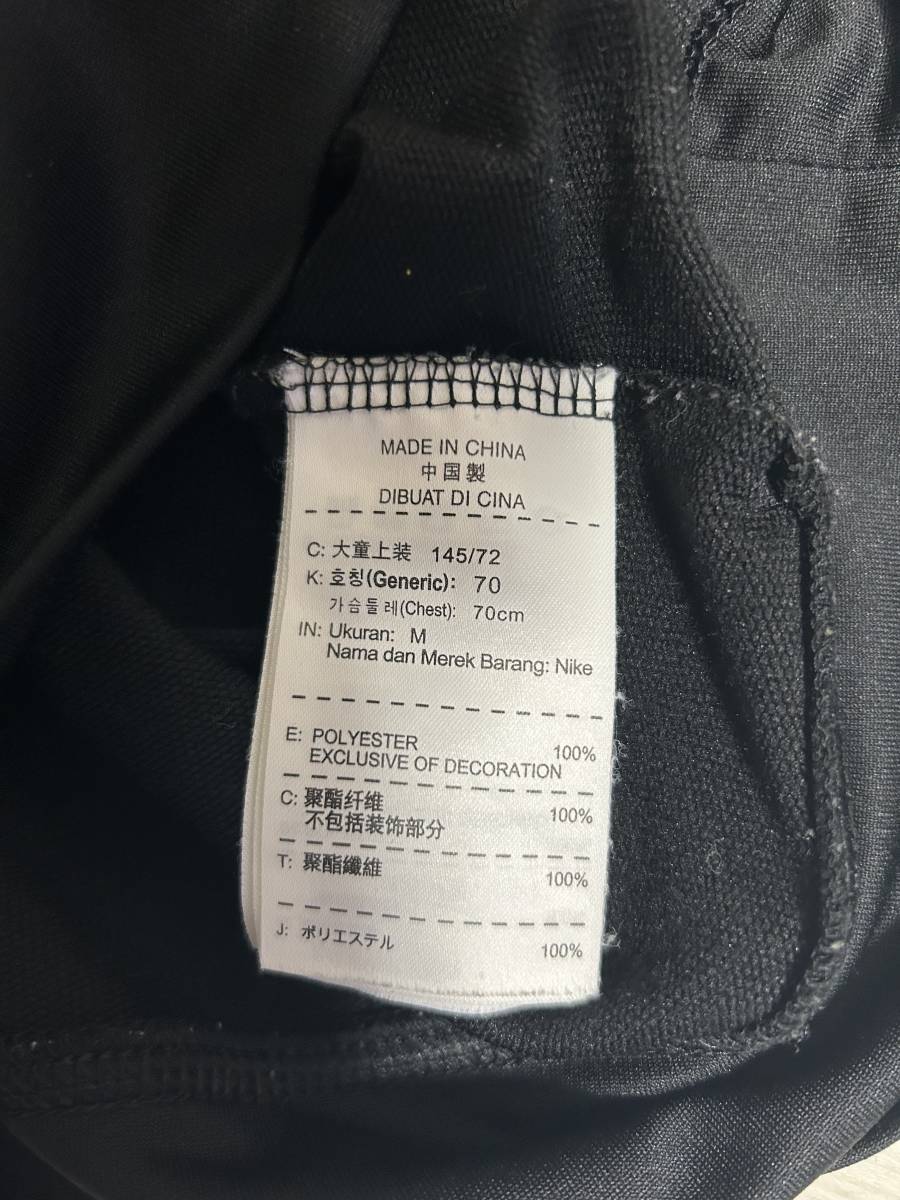 MADE IN CHINA
中国製
DIBUAT DI CINA
C: 大童上装 145/72
K: 호칭(Generic): 70
가슴둘레(Chest): 70cm
IN: Ukuran: M
Nama dan Merek Barang: Nike
E: POLYESTER 100%
EXCLUSIVE OF DECORATION
C: 聚酯纤维 100%
不包括装饰部分
T: 聚酯纖維 100%
J: ポリエステル 100%